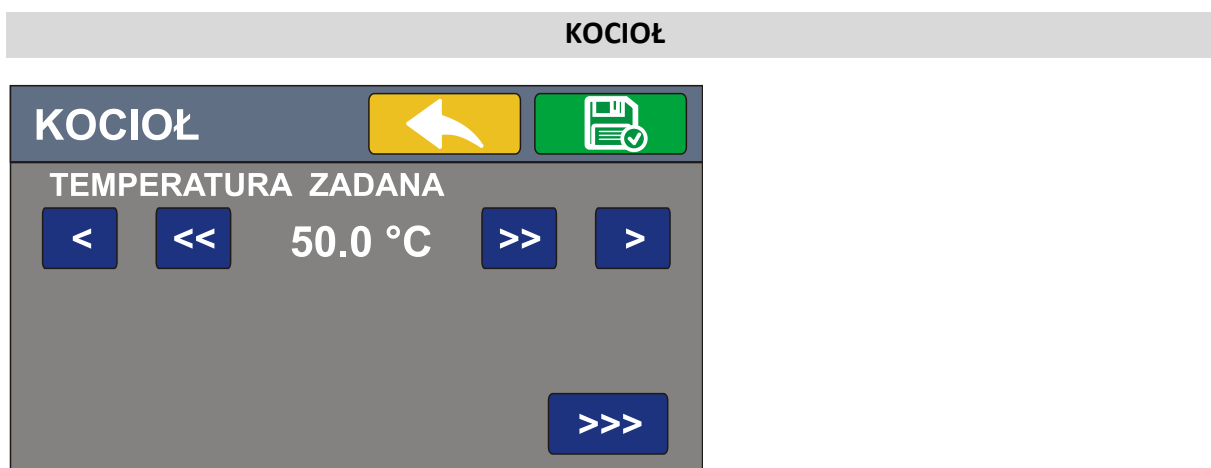 KOCIOŁ
KOCIOŁ
TEMPERATURA ZADANA
< << 50.0 °C >> >
>>>